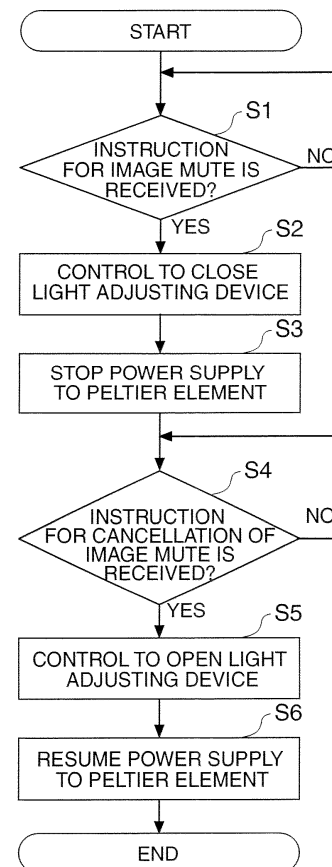 START
S1
INSTRUCTION
FOR IMAGE MUTE IS
RECEIVED?
NO
YES
S2
CONTROL TO CLOSE
LIGHT ADJUSTING DEVICE
S3
STOP POWER SUPPLY
TO PELTIER ELEMENT
S4
INSTRUCTION
FOR CANCELLATION OF
IMAGE MUTE IS
RECEIVED?
NO
YES
S5
CONTROL TO OPEN LIGHT
ADJUSTING DEVICE
S6
RESUME POWER SUPPLY
TO PELTIER ELEMENT
END